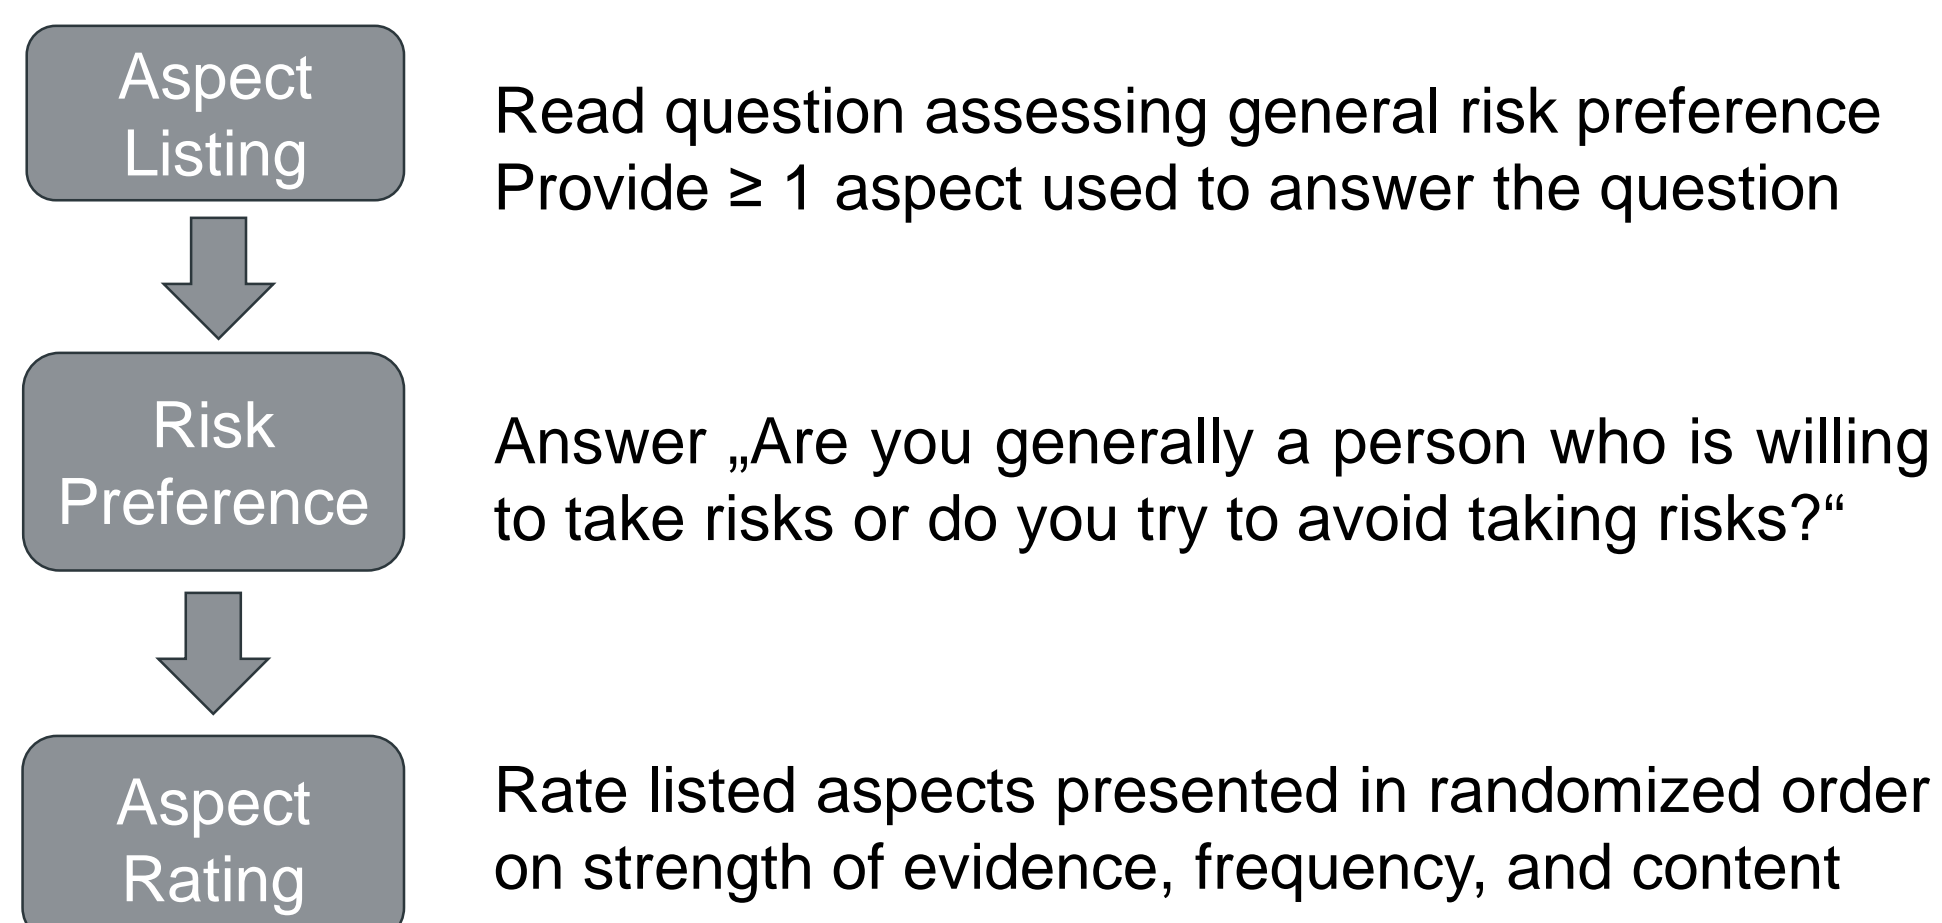 Aspect
Listing
Read question assessing general risk preference
Provide ≥ 1 aspect used to answer the question
Risk
Preference
Answer „Are you generally a person who is willing
to take risks or do you try to avoid taking risks?“
Aspect
Rating
Rate listed aspects presented in randomized order
on strength of evidence, frequency, and content